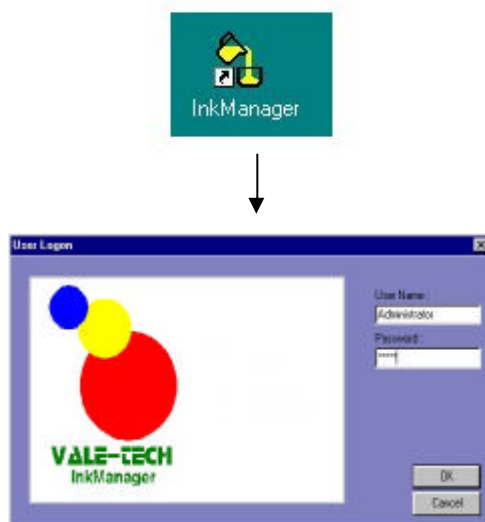 InkManager
User Logon
User Name :
Administrator
Password :
*****
VALE-TECH
InkManager
OK
Cancel